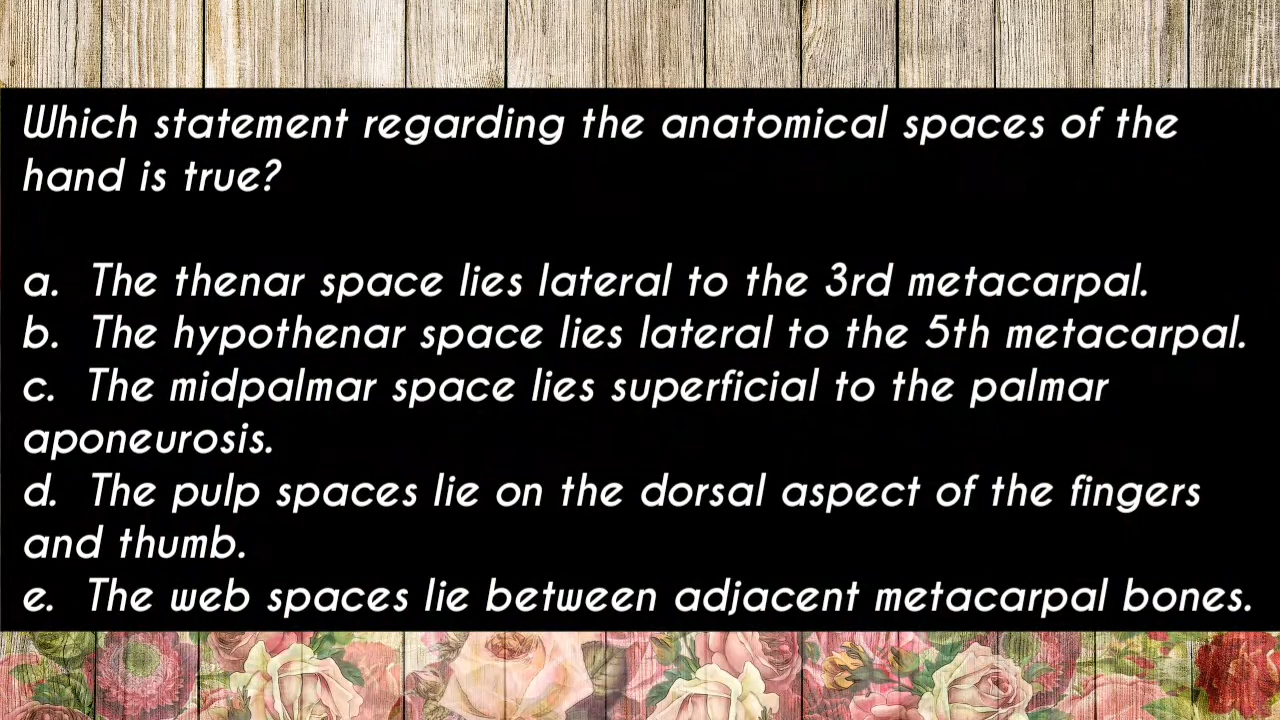 Which statement regarding the anatomical spaces of the
hand is true?
a. The thenar space lies lateral to the 3rd metacarpal.
b. The hypothenar space lies lateral to the 5th metacarpal.
c. The midpalmar space lies superficial to the palmar
aponeurosis.
d. The pulp spaces lie on the dorsal aspect of the fingers
and thumb.
e. The web spaces lie between adjacent metacarpal bones.